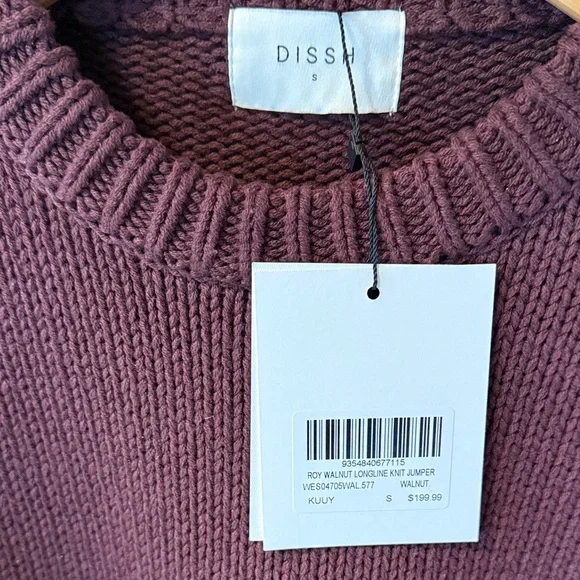 DISSH
S
9354840677115
ROY WALNUT LONGLINE KNIT JUMPER
WES04705WAL.577 WALNUT
KUUY S $199.99